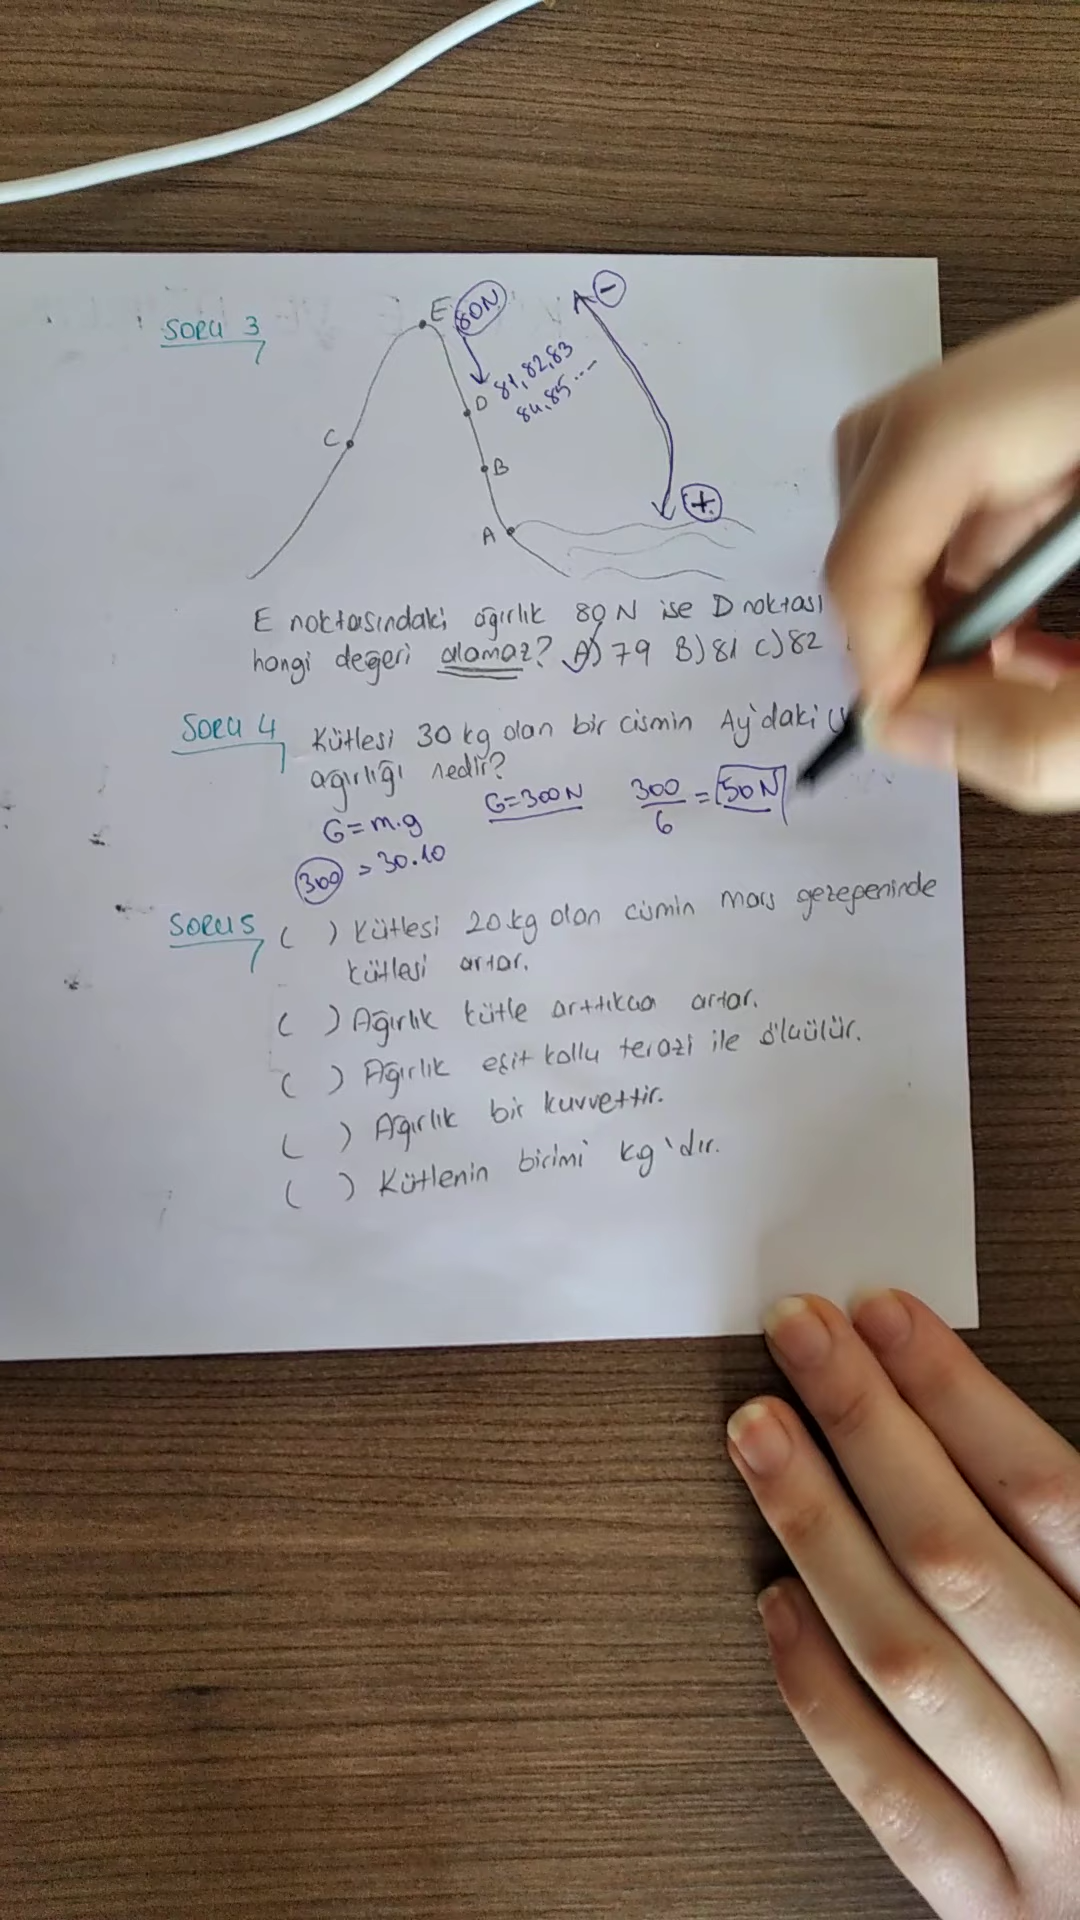 SORU 3
E
80N
81, 82, 83
84, 85...
-
D
C
B
A
+
E noktasındaki ağırlık 80 N ise D noktası
hangi değeri alamaz? A) 79 B) 81 C) 82
SORU 4 Kütlesi 30 kg olan bir cismin Ay'daki
ağırlığı nedir?
G=m.g G=300N 300/6 = 50N
300 = 30.10
SORU 5 ( ) Kütlesi 20 kg olan cismin mars gezegeninde
kütlesi artar.
( ) Ağırlık kütle arttıkça artar.
( ) Ağırlık eşit kollu terazi ile ölçülür.
( ) Ağırlık bir kuvvettir.
( ) Kütlenin birimi kg'dır.